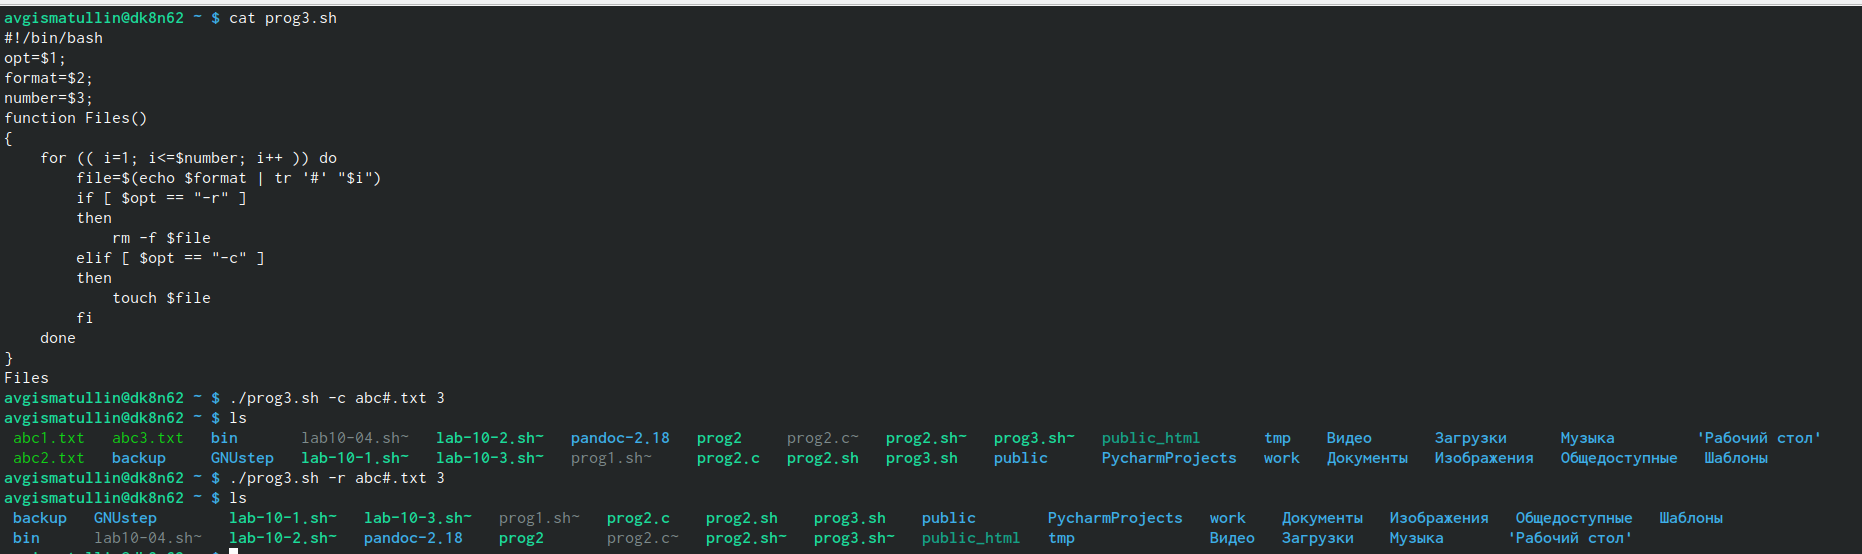 avgismatullin@dk8n62 ~ $ cat prog3.sh
#!/bin/bash
opt=$1;
format=$2;
number=$3;
function Files()
{
    for (( i=1; i<=$number; i++ )) do
        file=$(echo $format | tr '#' "$i")
        if [ $opt == "-r" ]
        then
            rm -f $file
        elif [ $opt == "-c" ]
        then
            touch $file
        fi
    done
}
Files
avgismatullin@dk8n62 ~ $ ./prog3.sh -c abc#.txt 3
avgismatullin@dk8n62 ~ $ ls
abc1.txt abc3.txt bin lab10-04.sh~ lab-10-2.sh~ pandoc-2.18 prog2 prog2.c~ prog2.sh~ prog3.sh~ public_html tmp Видео Загрузки Музыка 'Рабочий стол'
abc2.txt backup GNUstep lab-10-1.sh~ lab-10-3.sh~ prog1.sh~ prog2.c prog2.sh prog3.sh public PycharmProjects work Документы Изображения Общедоступные Шаблоны
avgismatullin@dk8n62 ~ $ ./prog3.sh -r abc#.txt 3
avgismatullin@dk8n62 ~ $ ls
backup GNUstep lab-10-1.sh~ lab-10-3.sh~ prog1.sh~ prog2.c prog2.sh prog3.sh public PycharmProjects work Документы Изображения Общедоступные Шаблоны
bin lab10-04.sh~ lab-10-2.sh~ pandoc-2.18 prog2 prog2.c~ prog2.sh~ prog3.sh~ public_html tmp Видео Загрузки Музыка 'Рабочий стол'